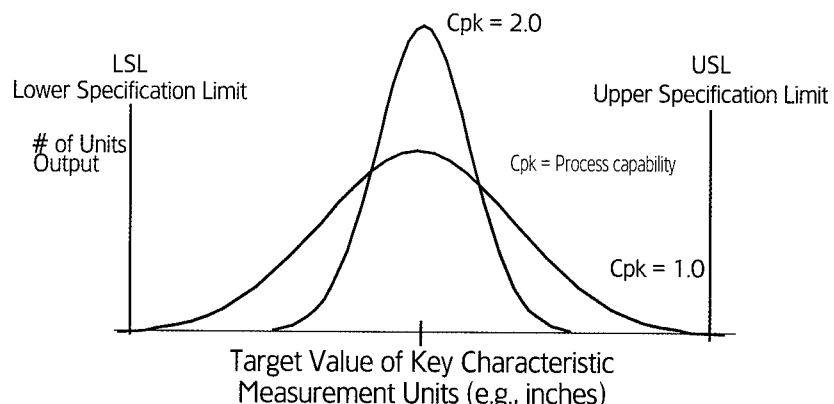 Cpk = 2.0
LSL
Lower Specification Limit
USL
Upper Specification Limit
# of Units
Output
Cpk = Process capability
Cpk = 1.0
Target Value of Key Characteristic
Measurement Units (e.g., inches)